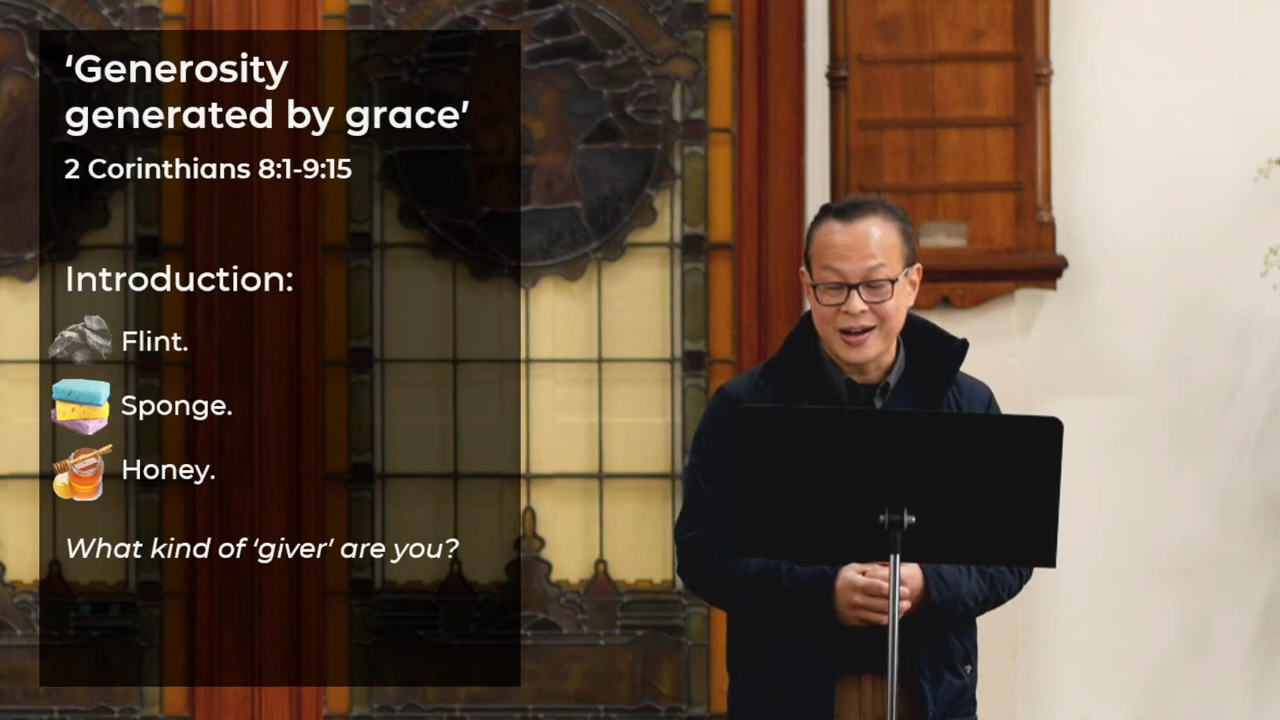 ‘Generosity
generated by grace’
2 Corinthians 8:1-9:15
Introduction:
Flint.
Sponge.
Honey.
What kind of ‘giver’ are you?